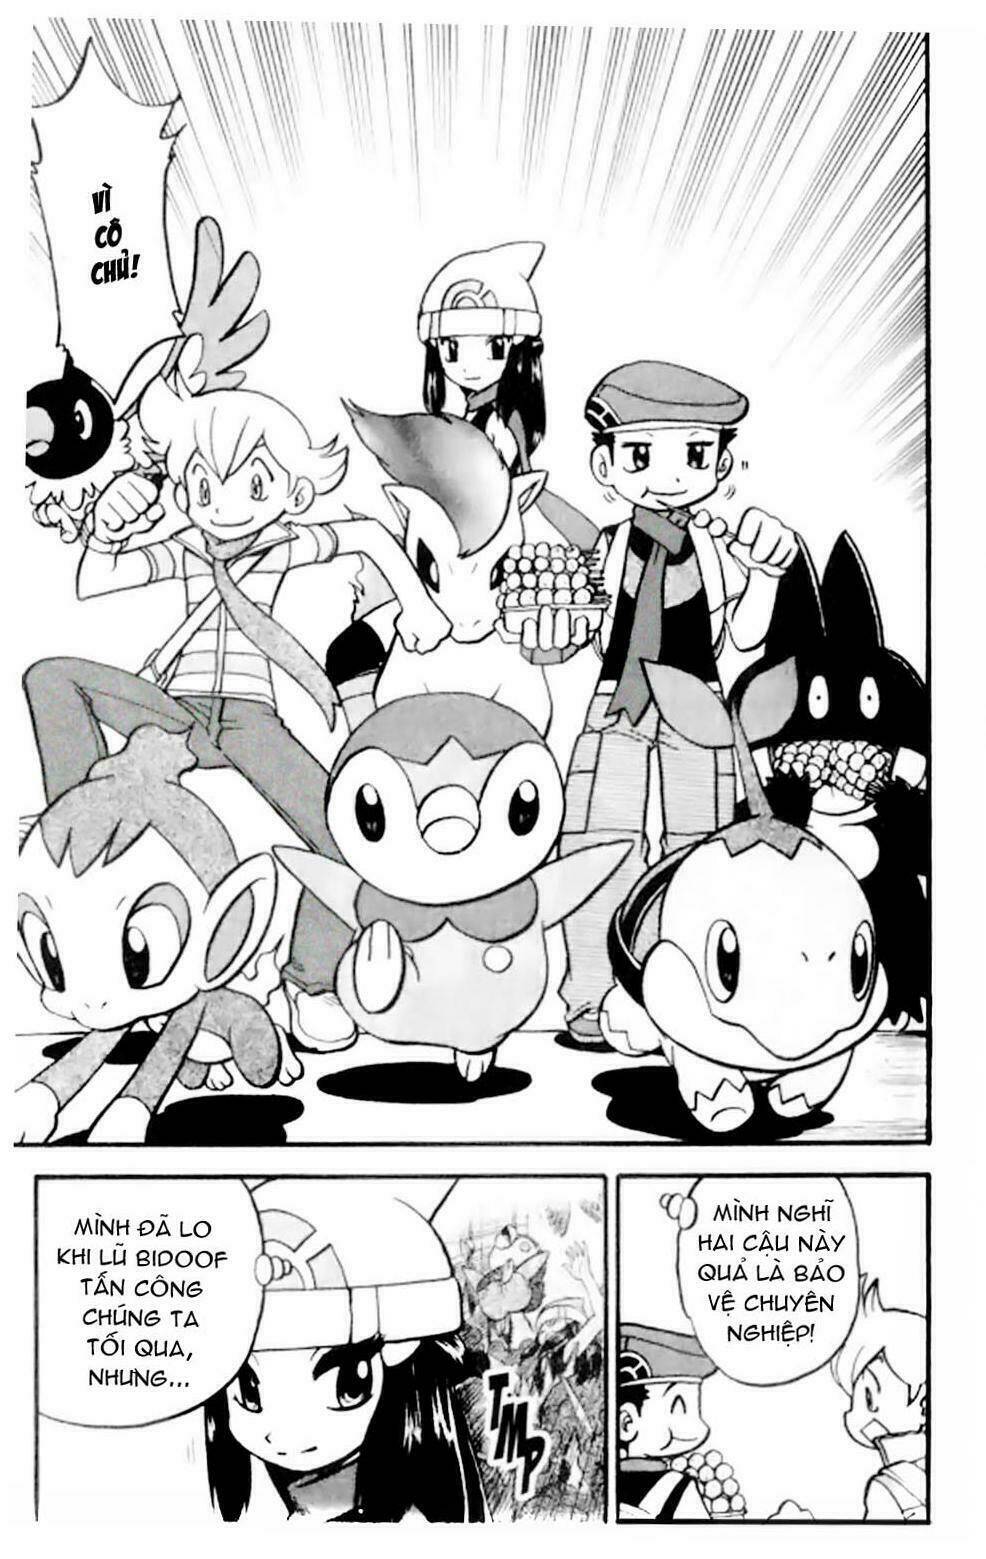 VÌ
CÔ
CHỦ!
MÌNH ĐÃ LO
KHI LŨ BIDOOF
TẤN CÔNG
CHÚNG TA
TỐI QUA,
NHƯNG...
TMP
MÌNH NGHĨ
HAI CẬU NÀY
QUẢ LÀ BẢO
VỆ CHUYÊN
NGHIỆP!